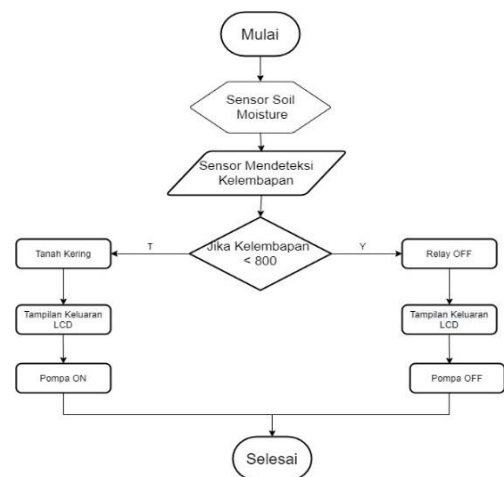 Mulai
Sensor Soil
Moisture
Sensor Mendeteksi
Kelembapan
Jika Kelembapan
< 800
T
Y
Tanah Kering
Relay OFF
Tampilan Keluaran
LCD
Tampilan Keluaran
LCD
Pompa ON
Pompa OFF
Selesai